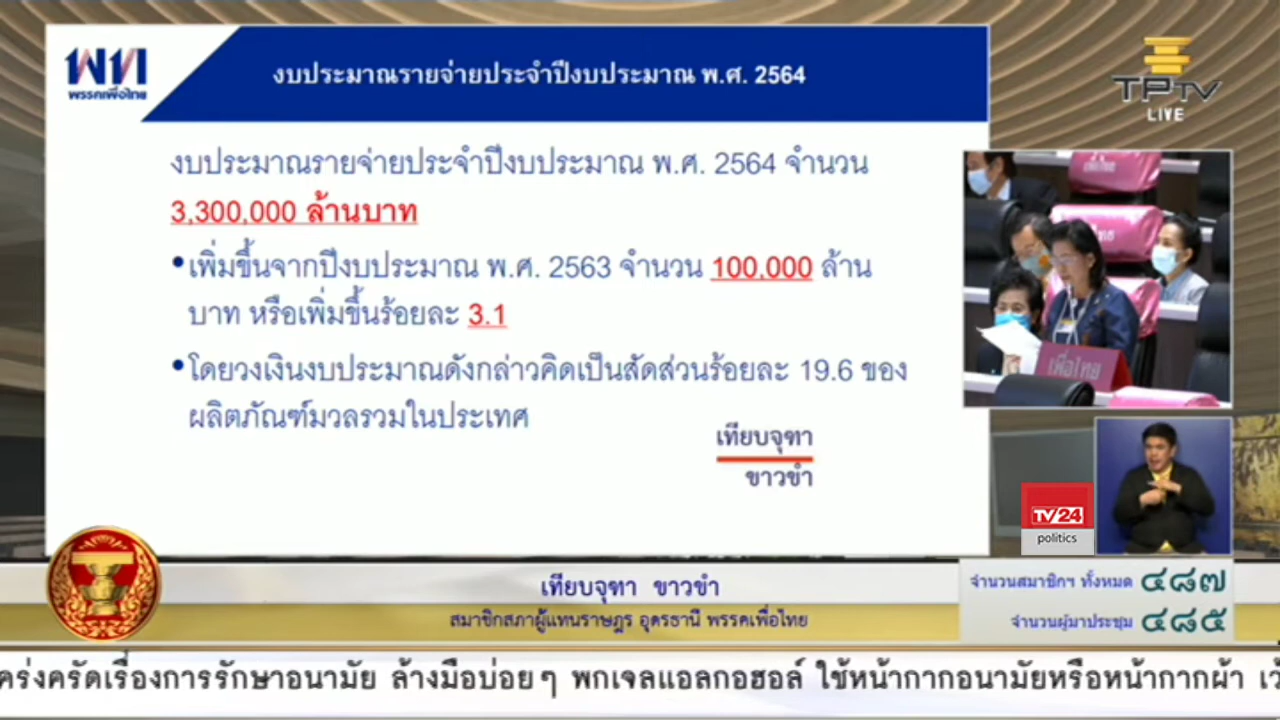 พท
พรรคเพื่อไทย
งบประมาณรายจ่ายประจำปีงบประมาณ พ.ศ. 2564
TPTV
LIVE
งบประมาณรายจ่ายประจำปีงบประมาณ พ.ศ. 2564 จำนวน
3,300,000 ล้านบาท
•เพิ่มขึ้นจากปีงบประมาณ พ.ศ. 2563 จำนวน 100,000 ล้าน
บาท หรือเพิ่มขึ้นร้อยละ 3.1
•โดยวงเงินงบประมาณดังกล่าวคิดเป็นสัดส่วนร้อยละ 19.6 ของ
ผลิตภัณฑ์มวลรวมในประเทศ
เทียบจุฑา
ขาวขำ
เพื่อไทย
TV/24
politics
เทียบจุฑา ขาวขำ
สมาชิกสภาผู้แทนราษฎร อุดรธานี พรรคเพื่อไทย
จำนวนสมาชิกฯ ทั้งหมด ๔๘๗
จำนวนผู้มาประชุม ๔๘๕
คร่งครัดเรื่องการรักษาอนามัย ล้างมือบ่อยๆ พกเจลแอลกอฮอล์ ใช้หน้ากากอนามัยหรือหน้ากากผ้า เว้